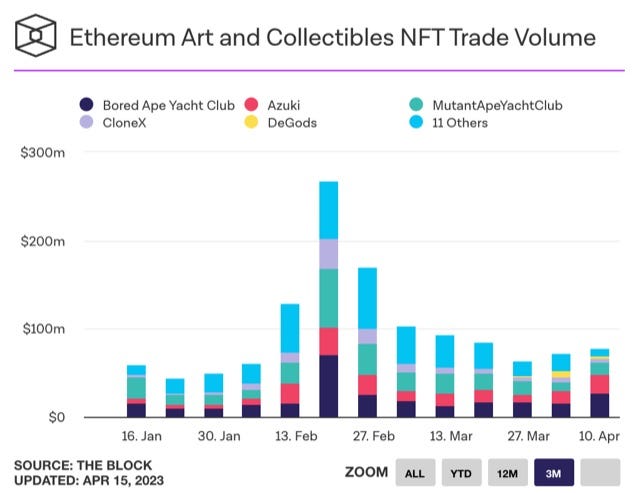 Ethereum Art and Collectibles NFT Trade Volume
Bored Ape Yacht Club Azuki MutantApeYachtClub
CloneX DeGods 11 Others
$300m
$200m
$100m
$0
16. Jan 30. Jan 13. Feb 27. Feb 13. Mar 27. Mar 10. Apr
SOURCE: THE BLOCK
UPDATED: APR 15, 2023
ZOOM ALL YTD 12M 3M